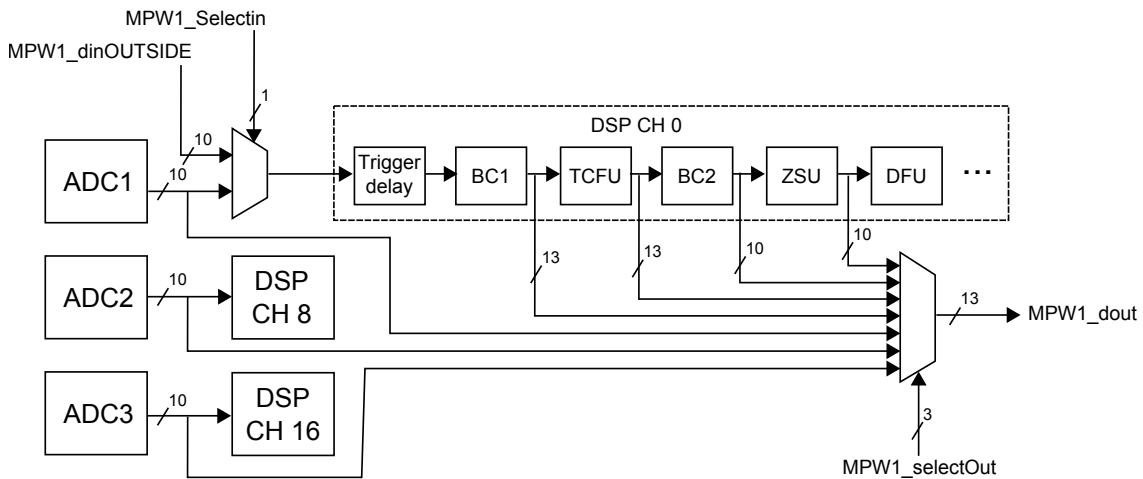 MPW1_Selectin
MPW1_dinOUTSIDE
1
DSP CH 0
10
ADC1
10
Trigger
delay
BC1
TCFU
BC2
ZSU
DFU
...
13
13
10
10
ADC2
10
DSP
CH 8
13
MPW1_dout
ADC3
10
DSP
CH 16
3
MPW1_selectOut